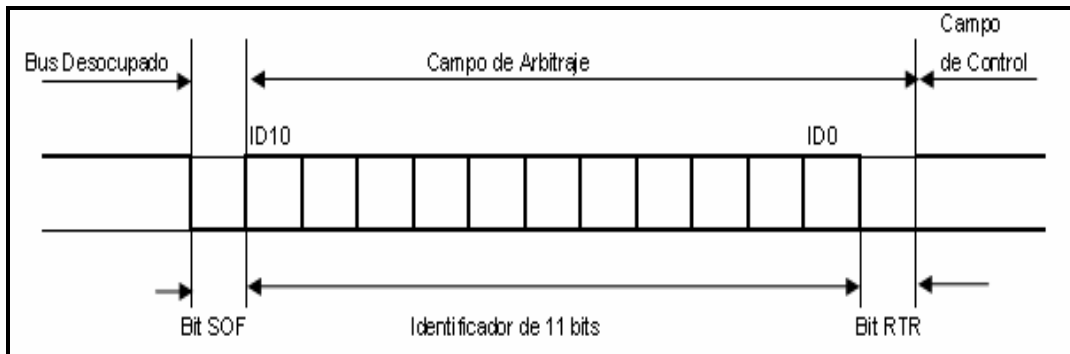 Campo
Bus Desocupado
Campo de Arbitraje
de Control
ID10
ID0
Bit SOF
Identificador de 11 bits
Bit RTR